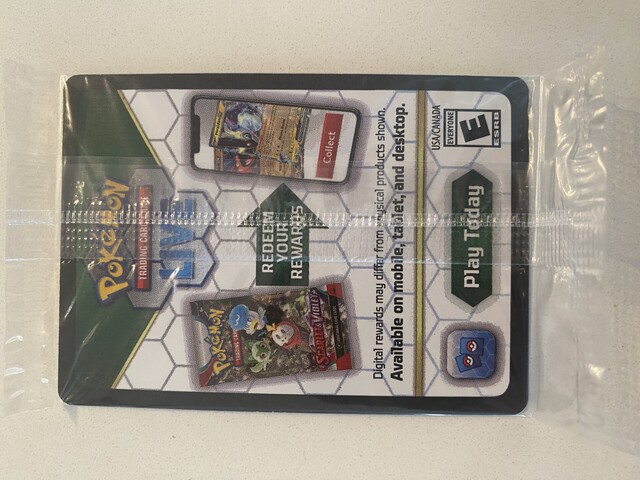 POKéMON
TRADING CARD GAME
LIVE
POKéMON
SCARLET & VIOLET
REDEEM
YOUR
REWARDS
Collect
Digital rewards may differ from physical products shown.
Available on mobile, tablet, and desktop.
Play Today
USA/CANADA
EVERYONE
E
ESRB